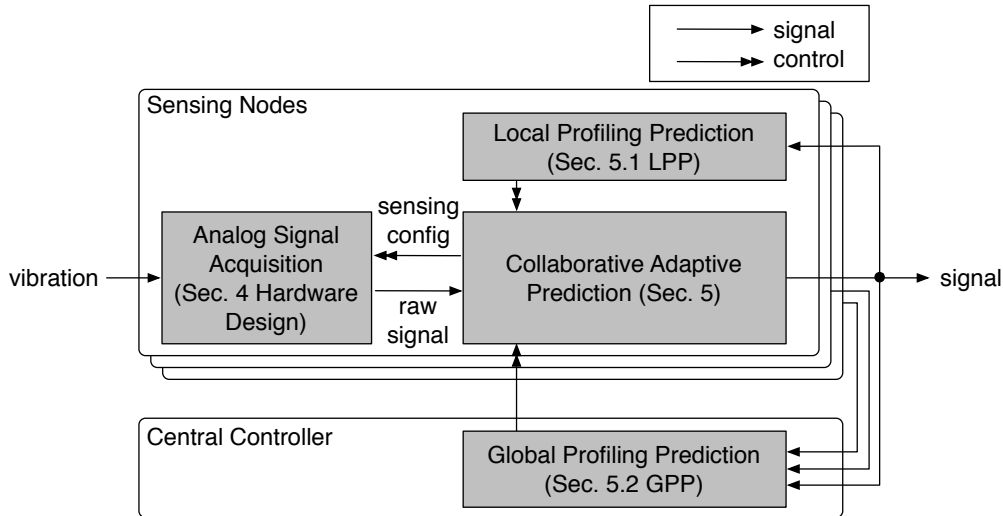 signal
control
Sensing Nodes
Local Profiling Prediction
(Sec. 5.1 LPP)
sensing
config
Analog Signal
Acquisition
(Sec. 4 Hardware
Design)
Collaborative Adaptive
Prediction (Sec. 5)
vibration
signal
raw
signal
Central Controller
Global Profiling Prediction
(Sec. 5.2 GPP)